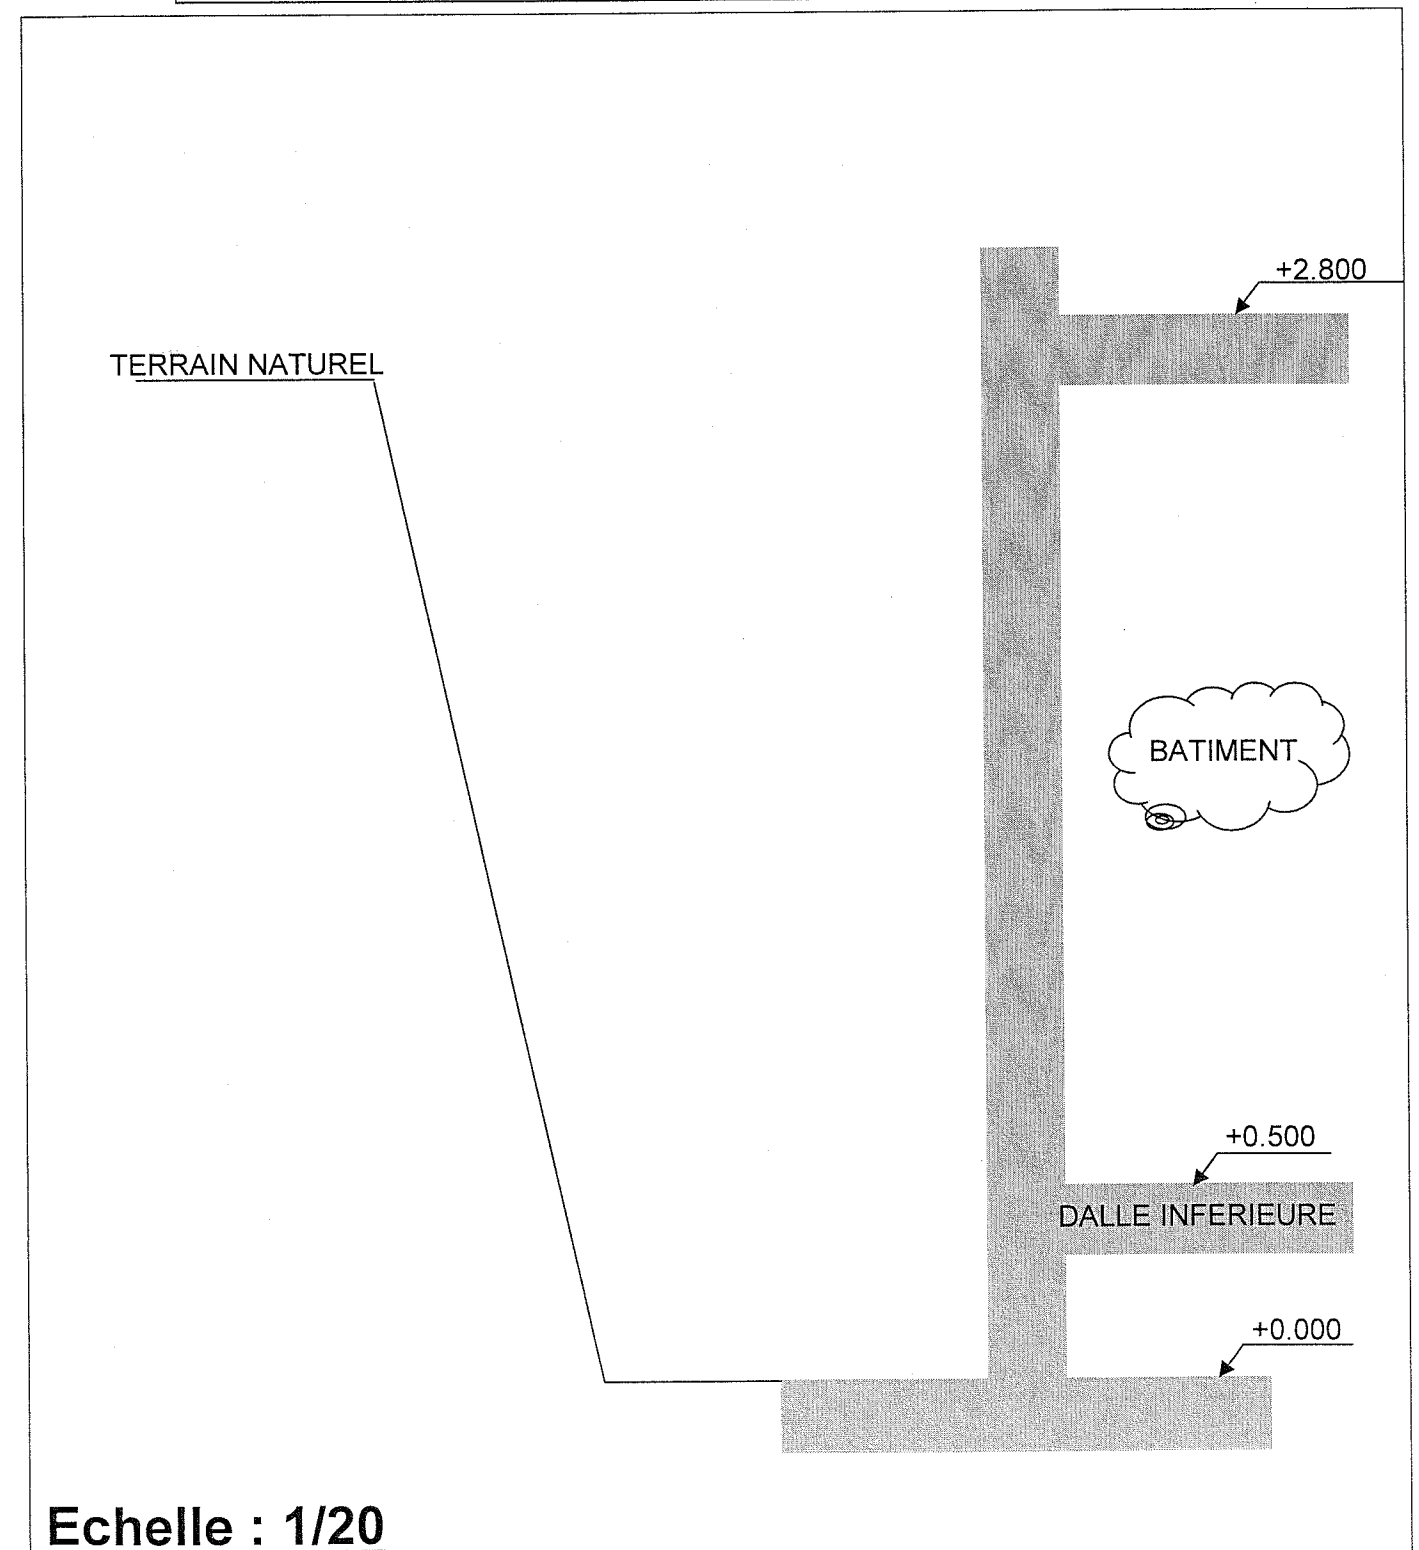 +2.800
TERRAIN NATUREL
BATIMENT
+0.500
DALLE INFERIEURE
+0.000
Echelle : 1/20